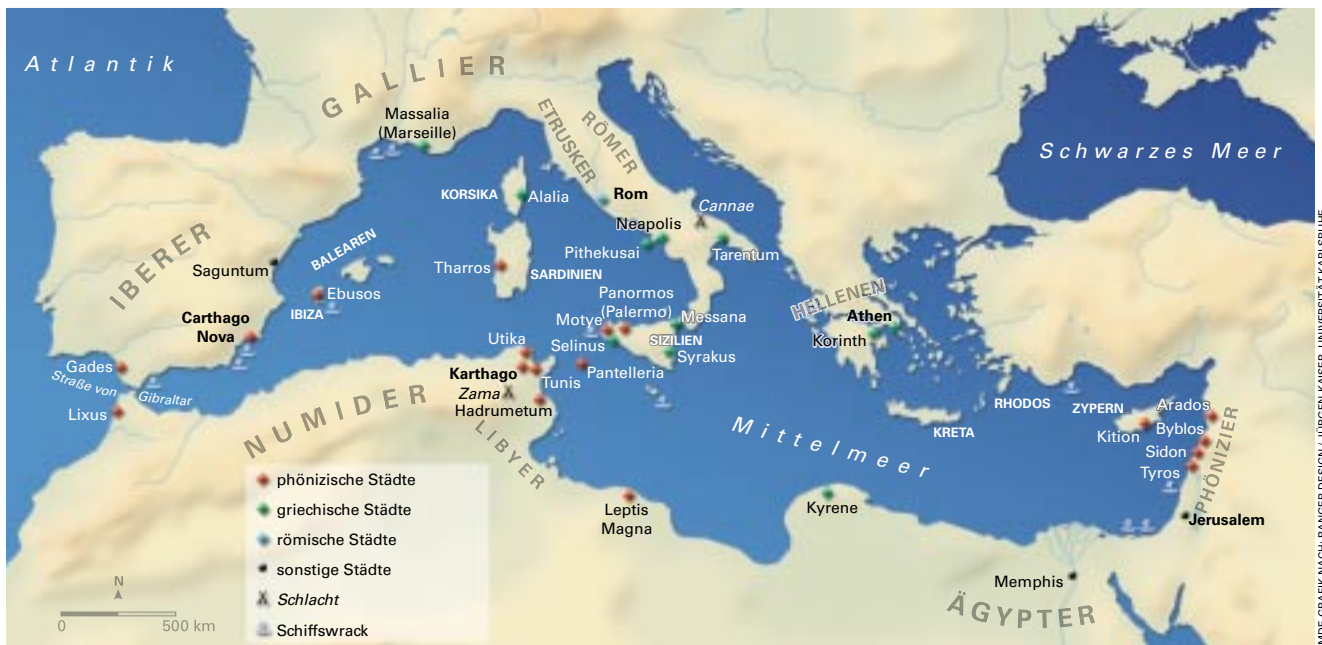 Atlantik
GALLIER
Massalia
(Marseille)
ETRUSKER
RÖMER
Schwarzes Meer
KORSIKA
Alalia
Rom
Cannae
Neapolis
IBERER
BALEAREN
Saguntum
Pithekusai
Tarentum
Tharros
SARDINIEN
Ebusos
IBIZA
Panormos
(Palermo)
HELLENEN
Carthago
Nova
Motye
Messana
Athen
Utika
Selinus
SIZILIEN
Korinth
Syrakus
Gades
Straße von
Gibraltar
Karthago
Tunis
Pantelleria
Zama
Lixus
Hadrumetum
NUMIDER
LIBYER
RHODOS
ZYPERN
Arados
Kition
Byblos
KRETA
Mittelmeer
Sidon
Tyros
PHÖNIZIER
phönizische Städte
Leptis
Magna
Kyrene
griechische Städte
Jerusalem
römische Städte
sonstige Städte
Memphis
N
Schlacht
ÄGYPTER
0 500 km
Schiffswrack
MDE-GRAFIK NACH: RANGER DESIGN / JÜRGEN KAISER, UNIVERSITÄT KARLSRUHE